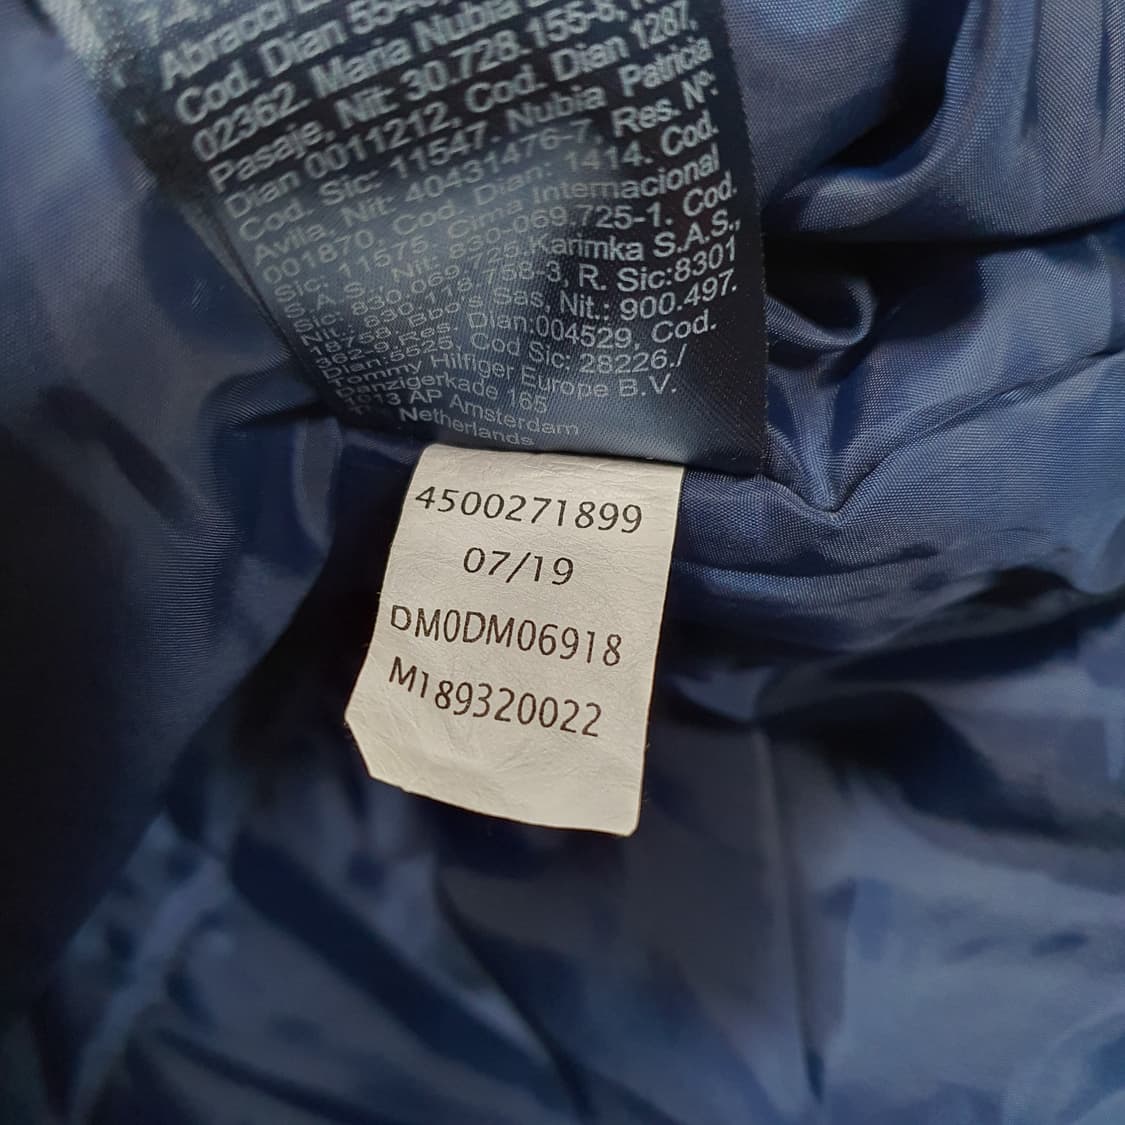 Abracci
Cod. Dian
02362. Maria Nubia
Pasaje, Nit: 30.728.155-8,
Dian 0011212, Cod. Dian 1287,
Cod. Sic: 11547. Nubia Patricia
Avila, Nit: 40431476-7, Res. Nº:
001870, Cod. Dian: 1414. Cod.
Sic: 11575. Cima Internacional
S.A.S., Nit: 830-069.725-1. Cod.
Sic: 830.069.725.Karimka S.A.S.,
Nit: 830.118.758-3, R. Sic:8301
18758. Bbo's Sas, Nit.: 900.497.
362-9,Res. Dian:004529, Cod.
Dian:5525, Cod Sic: 28226./
Tommy Hilfiger Europe B.V.
Danzigerkade 165
1013 AP Amsterdam
Netherlands
4500271899
07/19
DM0DM06918
M189320022